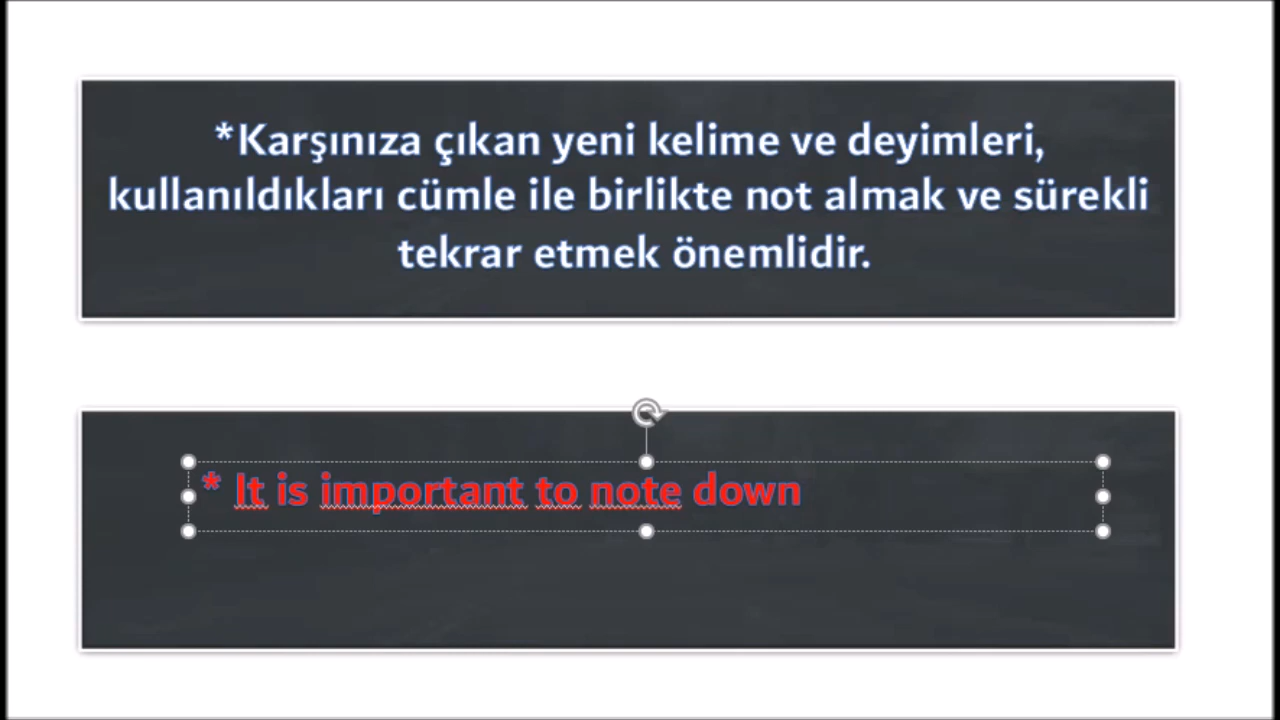 *Karşınıza çıkan yeni kelime ve deyimleri,
kullanıldıkları cümle ile birlikte not almak ve sürekli
tekrar etmek önemlidir.
* It is important to note down